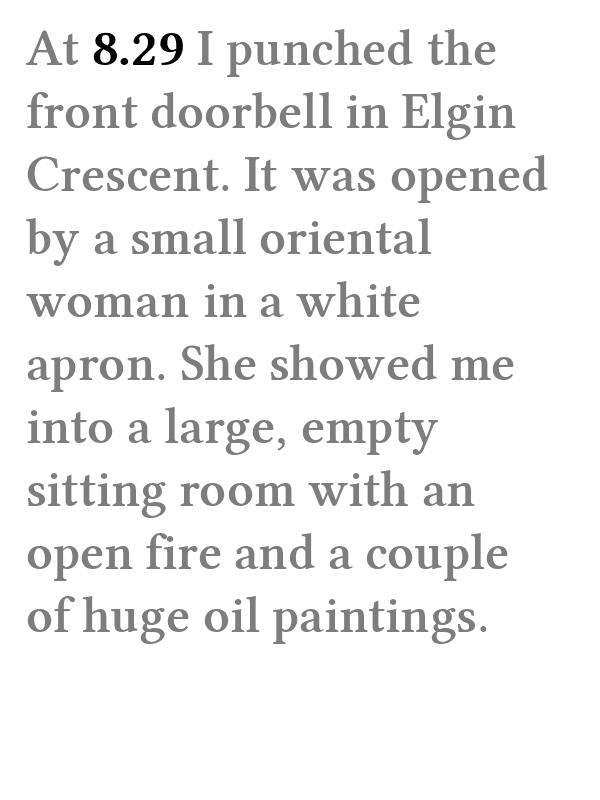 At 8.29 I punched the
front doorbell in Elgin
Crescent. It was opened
by a small oriental
woman in a white
apron. She showed me
into a large, empty
sitting room with an
open fire and a couple
of huge oil paintings.